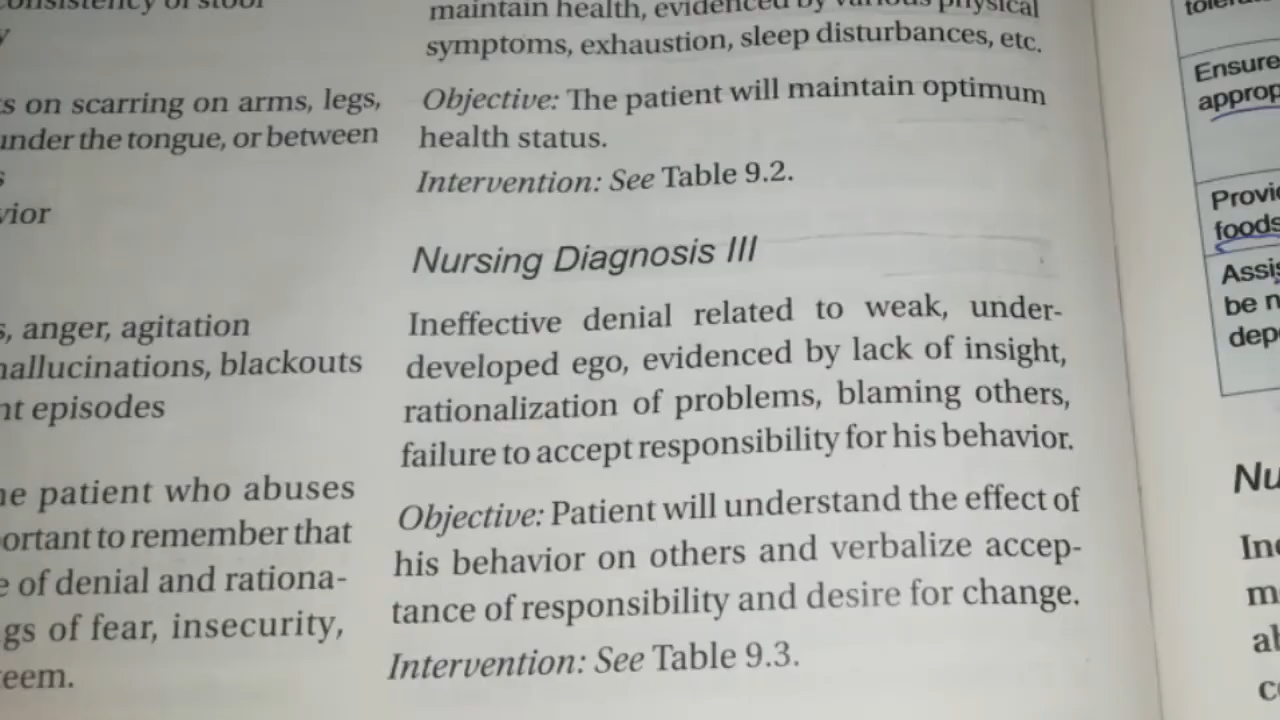 consistency of stool
y
s on scarring on arms, legs,
under the tongue, or between
s
vior
s, anger, agitation
hallucinations, blackouts
nt episodes
he patient who abuses
ortant to remember that
e of denial and rationa-
gs of fear, insecurity,
teem.
maintain health, evidenced by various physical
symptoms, exhaustion, sleep disturbances, etc.
Objective: The patient will maintain optimum
health status.
Intervention: See Table 9.2.
Nursing Diagnosis III
Ineffective denial related to weak, under-
developed ego, evidenced by lack of insight,
rationalization of problems, blaming others,
failure to accept responsibility for his behavior.
Objective: Patient will understand the effect of
his behavior on others and verbalize accep-
tance of responsibility and desire for change.
Intervention: See Table 9.3.
Ensure
approp
Provi
foods
Assi
be n
dep
Nu
Ine
m
al